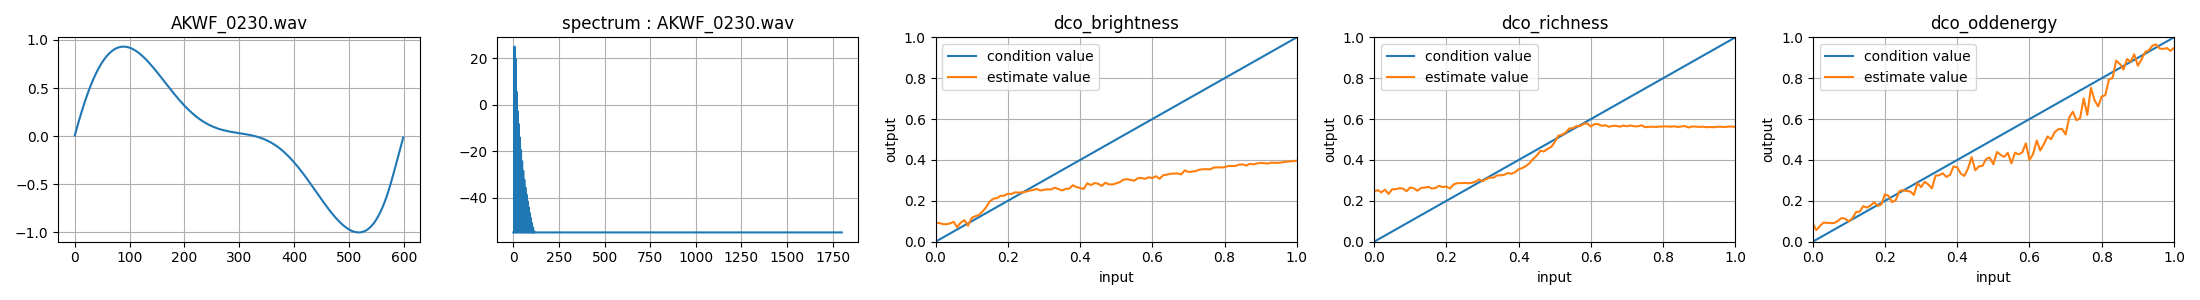 AKWF_0230.wav
1.0
0.5
0.0
−0.5
−1.0
0 100 200 300 400 500 600
spectrum : AKWF_0230.wav
20
0
−20
−40
0 250 500 750 1000 1250 1500 1750
dco_brightness
condition value
estimate value
output
1.0
0.8
0.6
0.4
0.2
0.0
0.0 0.2 0.4 0.6 0.8 1.0
input
dco_richness
condition value
estimate value
output
1.0
0.8
0.6
0.4
0.2
0.0
0.0 0.2 0.4 0.6 0.8 1.0
input
dco_oddenergy
condition value
estimate value
output
1.0
0.8
0.6
0.4
0.2
0.0
0.0 0.2 0.4 0.6 0.8 1.0
input